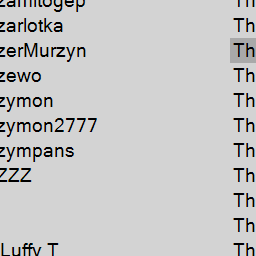 zamitogep Th
zarlotka Th
zerMurzyn Th
zewo Th
zymon Th
zymon2777 Th
zympans Th
ZZZ Th
Th
Th
Luffy T Th